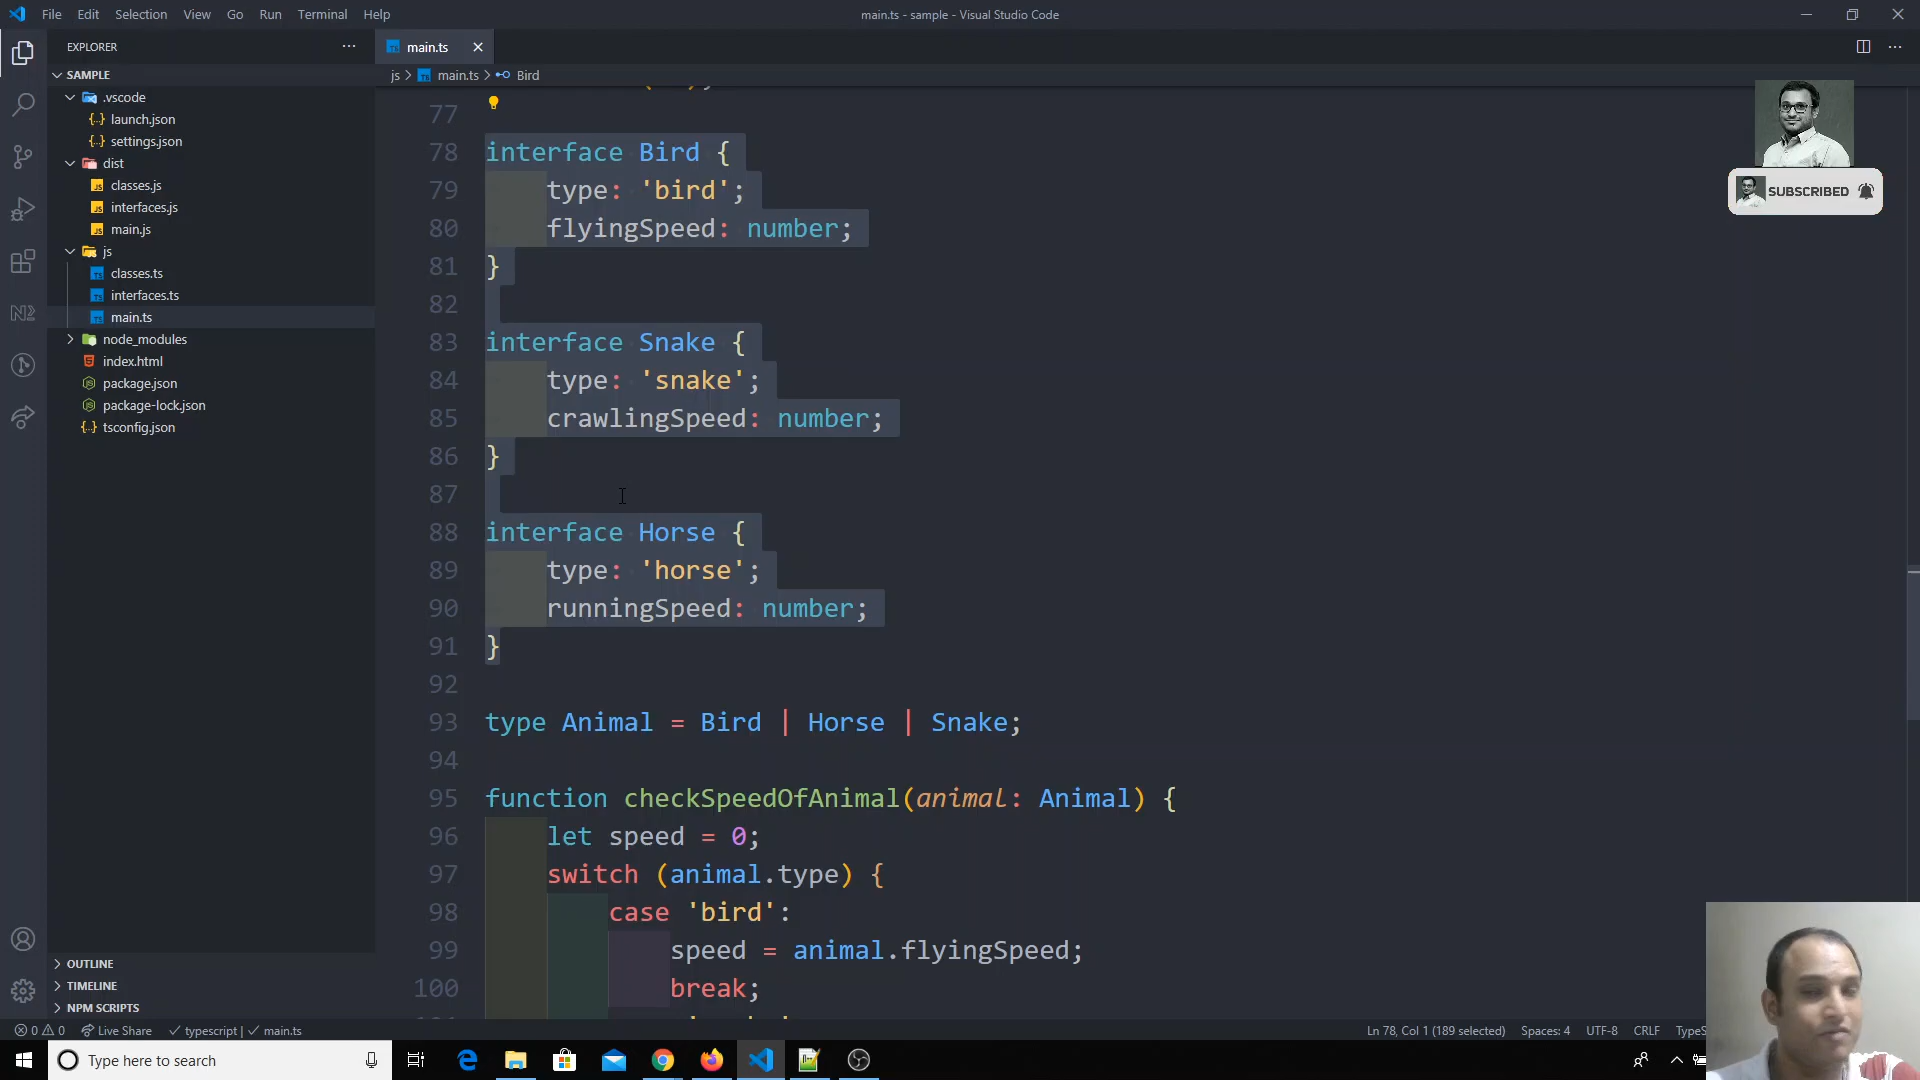 File Edit Selection View Go Run Terminal Help
main.ts - sample - Visual Studio Code
EXPLORER
main.ts
SAMPLE
js > main.ts > Bird
.vscode
launch.json
settings.json
dist
classes.js
interfaces.js
main.js
js
classes.ts
interfaces.ts
main.ts
node_modules
index.html
package.json
package-lock.json
tsconfig.json
OUTLINE
TIMELINE
NPM SCRIPTS
77
78 interface Bird {
79 type: 'bird';
80 flyingSpeed: number;
81 }
82
83 interface Snake {
84 type: 'snake';
85 crawlingSpeed: number;
86 }
87
88 interface Horse {
89 type: 'horse';
90 runningSpeed: number;
91 }
92
93 type Animal = Bird | Horse | Snake;
94
95 function checkSpeedOfAnimal(animal: Animal) {
96 let speed = 0;
97 switch (animal.type) {
98 case 'bird':
99 speed = animal.flyingSpeed;
100 break;
SUBSCRIBED
0 0 Live Share typescript | main.ts
Ln 78, Col 1 (189 selected) Spaces: 4 UTF-8 CRLF TypeS
Type here to search